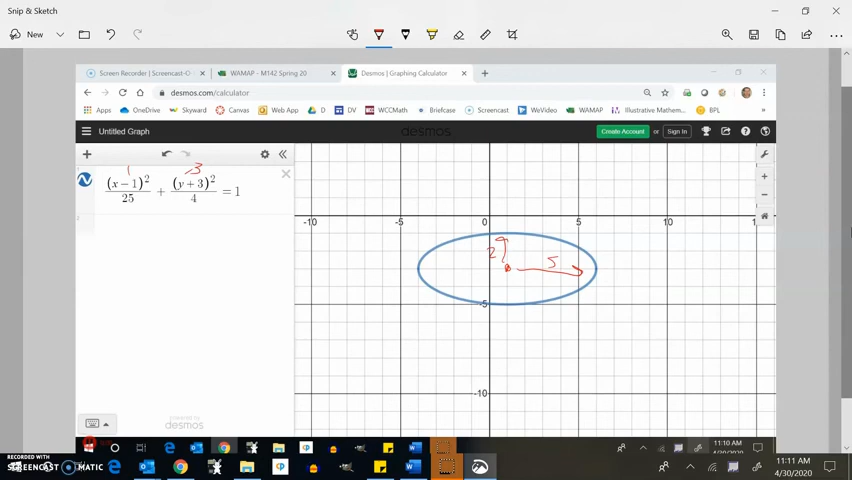 Snip & Sketch
New
Screen Recorder | Screencast-O
WAMAP - M142 Spring 20
Desmos | Graphing Calculator
desmos.com/calculator
Apps
OneDrive
Skyward
Canvas
Web App
D
DV
WCCMath
Briefcase
Screencast
WeVideo
WAMAP
Illustrative Mathem...
BPL
Untitled Graph
desmos
Create Account
or
Sign In
1 -3
(x−1)²/25 + (y+3)²/4 = 1
2
-10
-5
0
5
10
2
5
-5
-10
powered by
desmos
11:10 AM
4/30/2020
RECORDED WITH
SCREENCAST MATIC
11:11 AM
4/30/2020